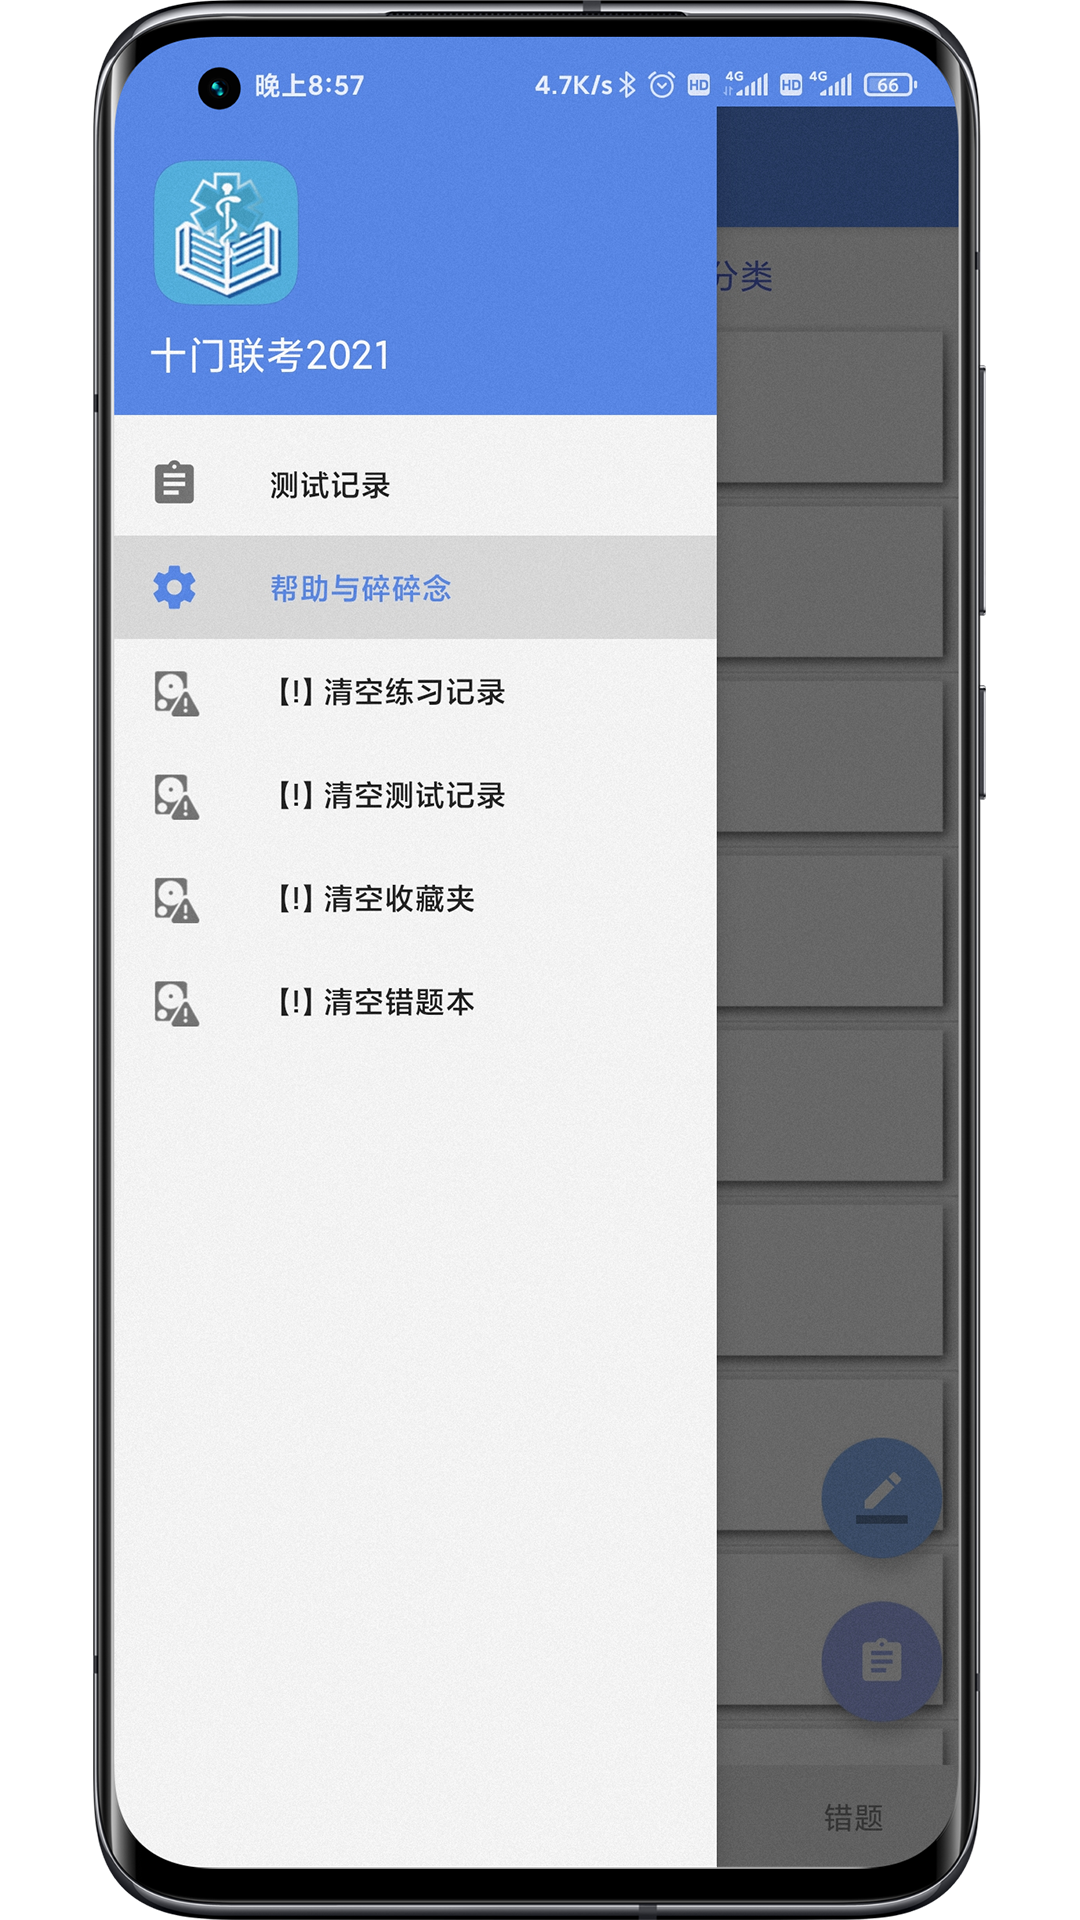 晚上8:57 4.7K/s HD 4G HD 4G 66
分类
十门联考2021
测试记录
帮助与碎碎念
【!】清空练习记录
【!】清空测试记录
【!】清空收藏夹
【!】清空错题本
错题